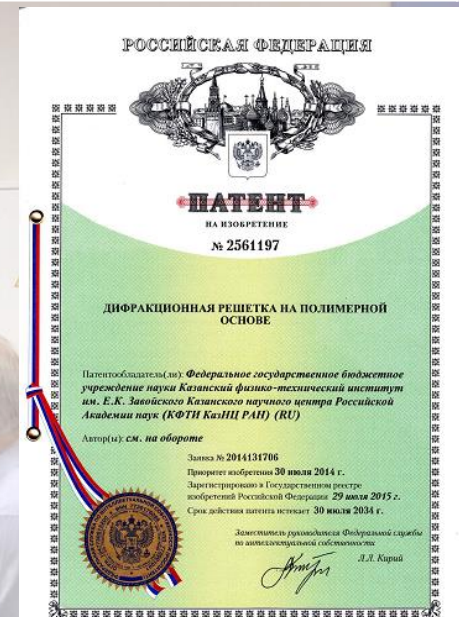 РОССИЙСКАЯ ФЕДЕРАЦИЯ
ПАТЕНТ
НА ИЗОБРЕТЕНИЕ
№ 2561197
ДИФРАКЦИОННАЯ РЕШЕТКА НА ПОЛИМЕРНОЙ
ОСНОВЕ
Патентообладатель(ли): Федеральное государственное бюджетное
учреждение науки Казанский физико-технический институт
им. Е.К. Завойского Казанского научного центра Российской
Академии наук (КФТИ КазНЦ РАН) (RU)
Автор(ы): см. на обороте
Заявка № 2014131706
Приоритет изобретения 30 июля 2014 г.
Зарегистрировано в Государственном реестре
изобретений Российской Федерации 29 июля 2015 г.
Срок действия патента истекает 30 июля 2034 г.
Заместитель руководителя Федеральной службы
по интеллектуальной собственности
Л.Л. Кирий